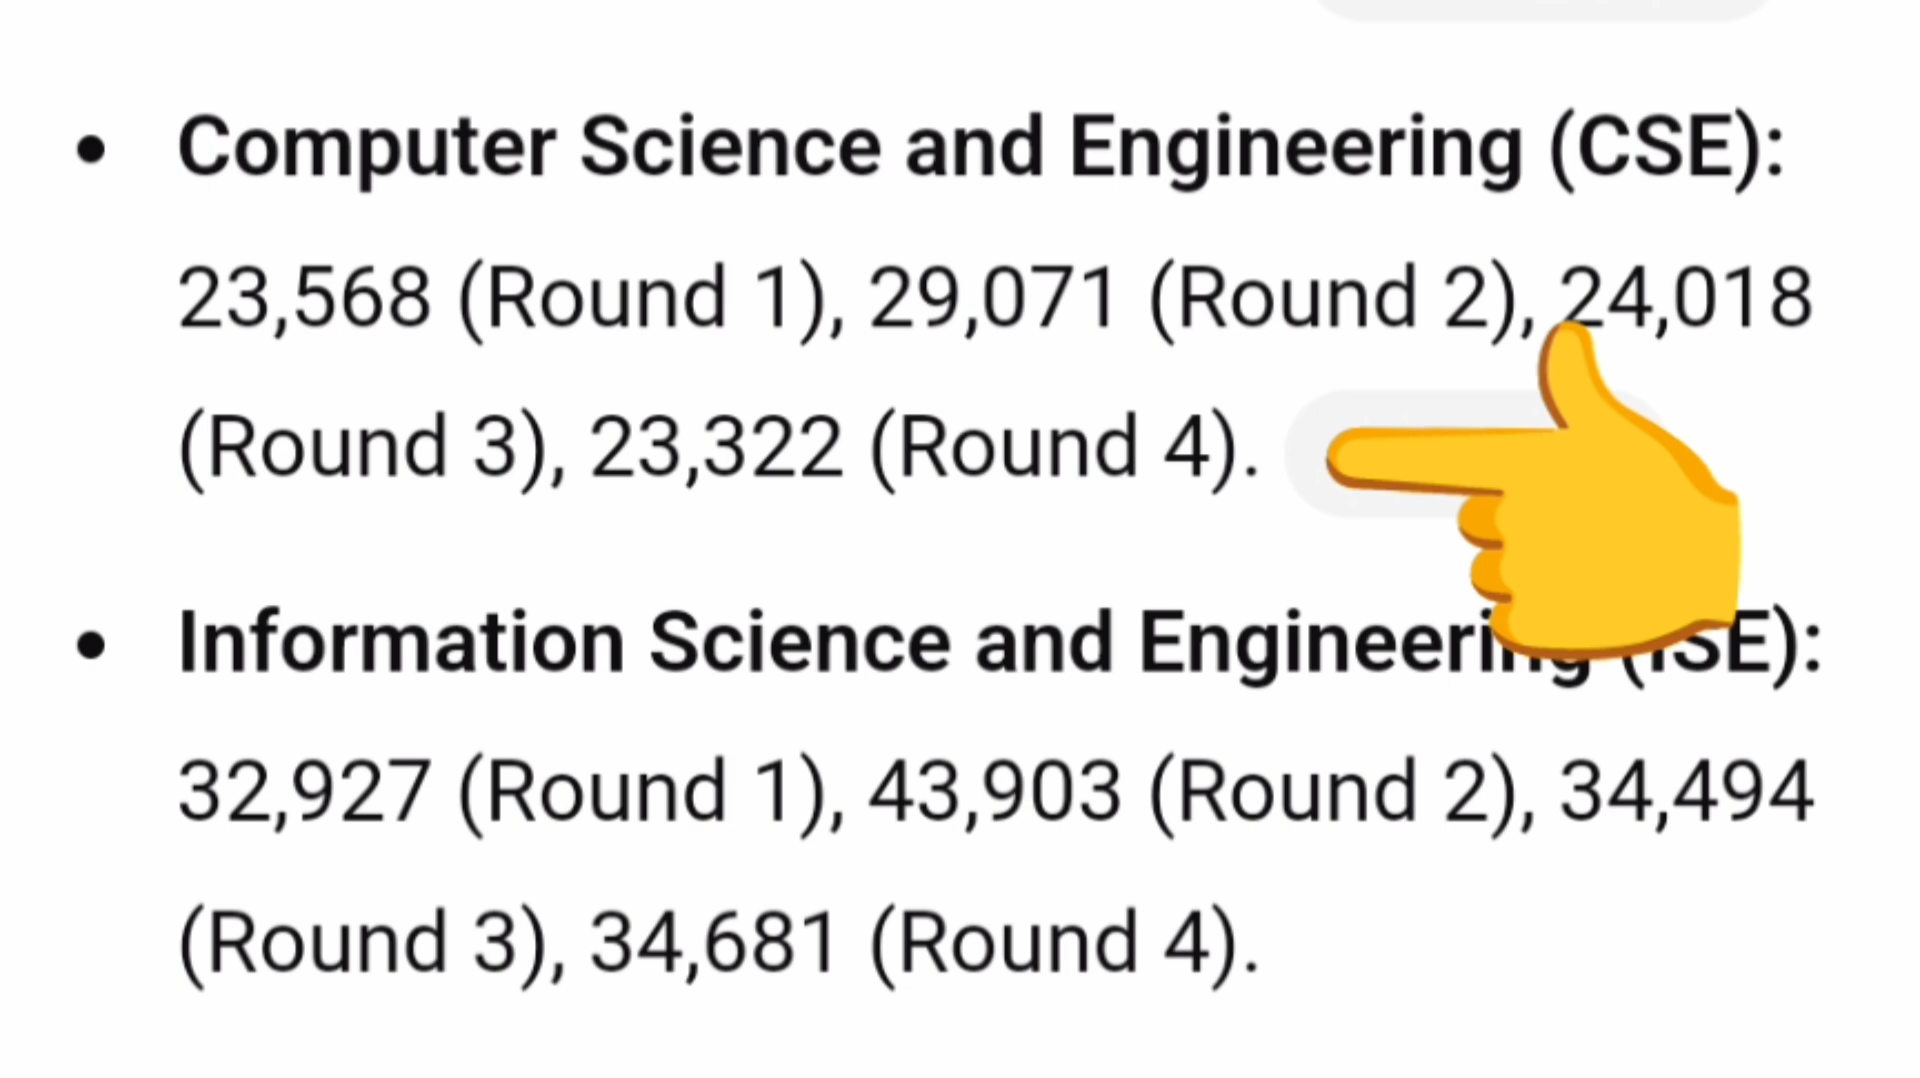 • Computer Science and Engineering (CSE):
23,568 (Round 1), 29,071 (Round 2), 24,018
(Round 3), 23,322 (Round 4).
• Information Science and Engineering (ISE):
32,927 (Round 1), 43,903 (Round 2), 34,494
(Round 3), 34,681 (Round 4).